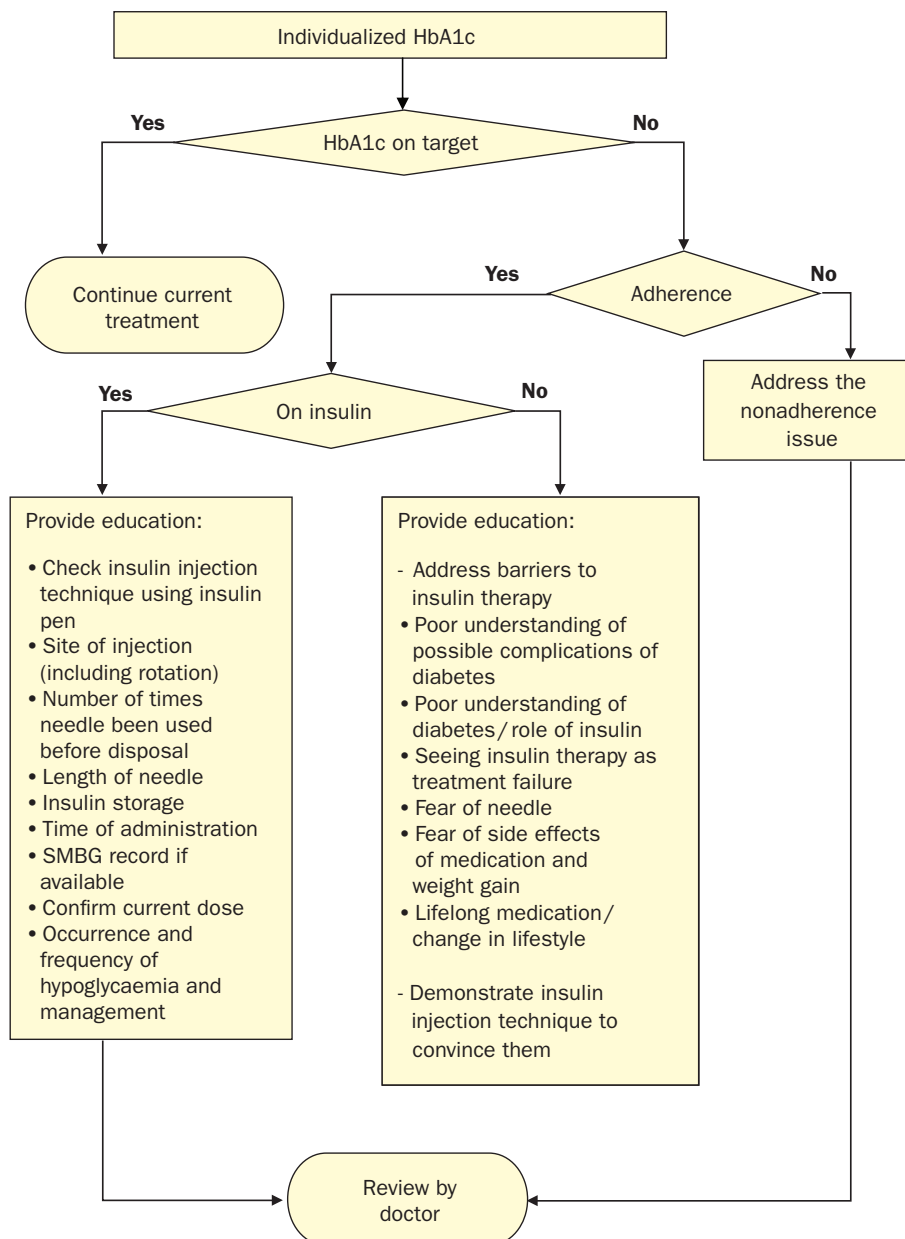 Individualized HbA1c
Yes
No
HbA1c on target
Continue current
treatment
Yes
No
Adherence
Address the
nonadherence
issue
Yes
No
On insulin
Provide education:
• Check insulin injection
technique using insulin
pen
• Site of injection
(including rotation)
• Number of times
needle been used
before disposal
• Length of needle
• Insulin storage
• Time of administration
• SMBG record if
available
• Confirm current dose
• Occurrence and
frequency of
hypoglycaemia and
management
Provide education:
- Address barriers to
insulin therapy
• Poor understanding of
possible complications of
diabetes
• Poor understanding of
diabetes/role of insulin
• Seeing insulin therapy as
treatment failure
• Fear of needle
• Fear of side effects
of medication and
weight gain
• Lifelong medication/
change in lifestyle
- Demonstrate insulin
injection technique to
convince them
Review by
doctor